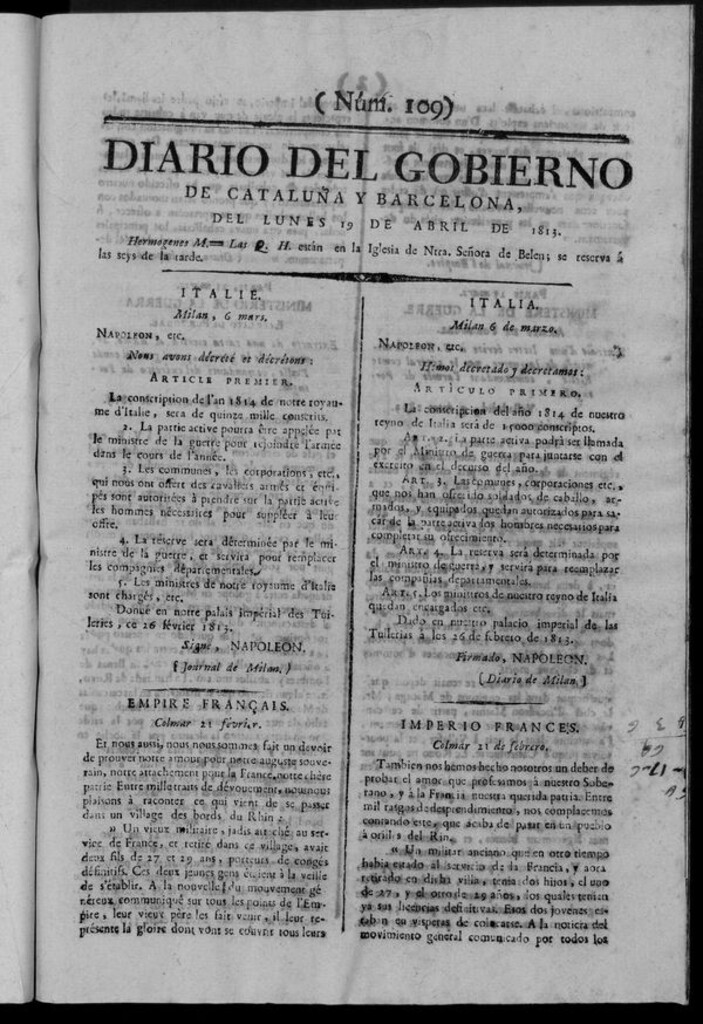 ( Núm. 109)
DIARIO DEL GOBIERNO
DE CATALUÑA Y BARCELONA,
DEL LUNES 19 DE ABRIL DE 1813.
Hermogenes M.== Las Q. H. están en la Iglesia de Ntra. Señora de Belen; se reserva á
las seys de la tarde.
ITALIE.
Milan, 6 mars.
NAPOLEON, etc.
Nous avons décrété et décrétons:
ARTICLE PREMIER.
La conscription de l'an 1814 de notre royau-
me d'Italie, sera de quinze mille conscrits.
2. La partie active pourra être appelée par
le ministre de la guerre pour rejoindre l'armée
dans le cours de l'année.
3. Les communes, les corporations, etc.,
qui nous ont offert des cavaliers armés et équi-
pés sont autorisées à prendre sur la partie active
les hommes nécessaires pour suppléer à leur
offre.
4. La réserve sera déterminée par le mi-
nistre de la guerre, et servira pour remplacer
les compagnies départementales.
5. Les ministres de notre royaume d'Italie
sont chargés, etc.
Donné en notre palais impérial des Tui-
leries, ce 26 février 1813.
Signé, NAPOLEON.
(Journal de Milan.)
EMPIRE FRANÇAIS.
Colmar 21 février.
Et nous aussi, nous nous sommes fait un devoir
de prouver notre amour pour notre auguste souve-
rain, notre attachement pour la France notre chère
patrie Entre mille traits de dévouement, nous nous
plaisons à raconter ce qui vient de se passer
dans un village des bords du Rhin:
» Un vieux militaire, jadis attaché au ser-
vice de France, et retiré dans ce village, avait
deux fils de 27 et 29 ans, porteurs de congés
définitifs. Ces deux jeunes gens étaient à la veille
de s'établir. A la nouvelle du mouvement gé-
néreux communiqué sur tous les points de l'Em-
pire, leur vieux père les fait venir, il leur re-
présente la gloire dont vont se couvrir tous leurs
ITALIA.
Milan 6 de marzo.
NAPOLEON, etc.
Hemos decretado y decretamos:
ARTÍCULO PRIMERO.
La conscripcion del año 1814 de nuestro
reyno de Italia será de 15000 conscriptos.
ART. 2. La parte activa podrá ser llamada
por el Ministro de guerra para juntarse con el
exercito en el decurso del año.
ART. 3. Las comunes, corporaciones etc.,
que nos han ofrecido soldados de caballo, ar-
mados, y equipados quedan autorizados para sa-
car de la parte activa dos hombres necesarios para
completar su ofrecimiento.
ART. 4. La reserva será determinada por
el ministro de guerra, y servirá para reemplazar
las compañias departamentales.
ART. 5. Los ministros de nuestro reyno de Italia
quedan encargados etc.
Dado en nuestro palacio imperial de las
Tullerias á les 26 de febrero de 1813.
Firmado, NAPOLEON.
(Diario de Milan.)
IMPERIO FRANCES.
Colmar 21 de febrero.
Tambien nos hemos hecho nosotros un deber de
probar el amor que profesamos á nuestro Sobe-
rano, y á la Francia nuestra querida patria. Entre
mil rasgos de desprendimiento, nos complacemos
contando este, que acaba de pasar en un pueblo
á orillas del Rin.
» Un militar anciano que en otro tiempo
habia estado al servicio de la Francia, y aora
retirado en dicha villa, tenia dos hijos, el uno
de 27, y el otro de 29 años, los quales tenian
ya sus licencias definitivas. Esos dos jovenes es-
taban en visperas de colocarse. A la noticia del
movimiento general comunicado por todos los